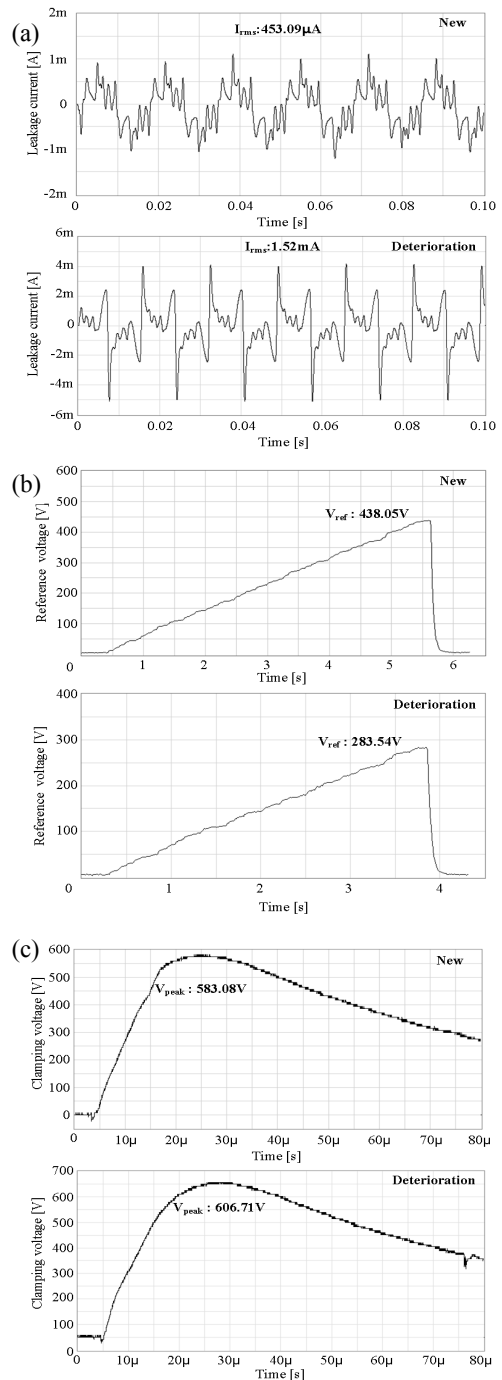 (a)
New
I_rms:453.09µA
Leakage current [A]
2m
1m
0
-1m
-2m
0 0.02 0.04 0.06 0.08 0.10
Time [s]
Deterioration
I_rms:1.52mA
Leakage current [A]
6m
4m
2m
0
-2m
-4m
-6m
0 0.02 0.04 0.06 0.08 0.10
Time [s]
(b)
New
V_ref : 438.05V
Reference voltage [V]
600
500
400
300
200
100
0
1 2 3 4 5 6
Time [s]
Deterioration
V_ref : 283.54V
Reference voltage [V]
400
300
200
100
0
1 2 3 4
Time [s]
(c)
New
V_peak : 583.08V
Clamping voltage [V]
600
500
400
300
200
100
0
0 10µ 20µ 30µ 40µ 50µ 60µ 70µ 80µ
Time [s]
Deterioration
V_peak : 606.71V
Clamping voltage [V]
700
600
500
400
300
200
100
0
0 10µ 20µ 30µ 40µ 50µ 60µ 70µ 80µ
Time [s]